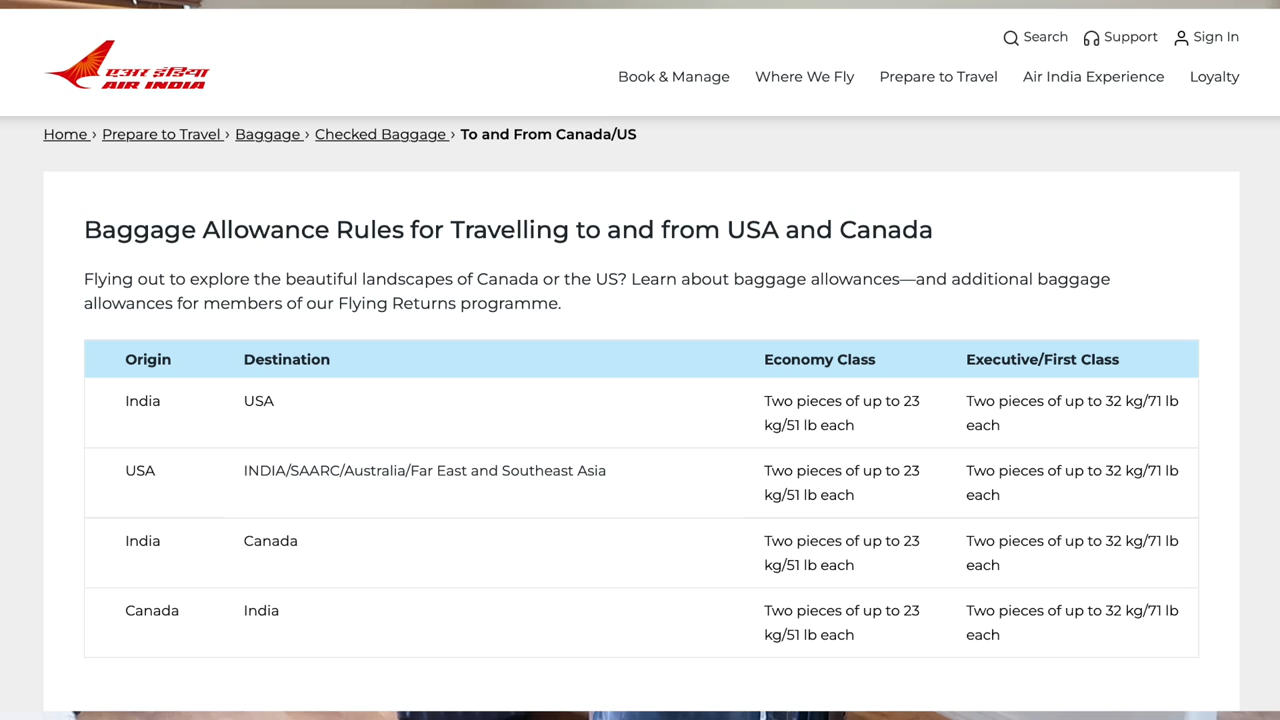 Search Support Sign In
एअर इंडिया
AIR INDIA
Book & Manage Where We Fly Prepare to Travel Air India Experience Loyalty
Home › Prepare to Travel › Baggage › Checked Baggage › To and From Canada/US
Baggage Allowance Rules for Travelling to and from USA and Canada
Flying out to explore the beautiful landscapes of Canada or the US? Learn about baggage allowances—and additional baggage
allowances for members of our Flying Returns programme.
Origin Destination Economy Class Executive/First Class
India USA Two pieces of up to 23 Two pieces of up to 32 kg/71 lb
kg/51 lb each each
USA INDIA/SAARC/Australia/Far East and Southeast Asia Two pieces of up to 23 Two pieces of up to 32 kg/71 lb
kg/51 lb each each
India Canada Two pieces of up to 23 Two pieces of up to 32 kg/71 lb
kg/51 lb each each
Canada India Two pieces of up to 23 Two pieces of up to 32 kg/71 lb
kg/51 lb each each